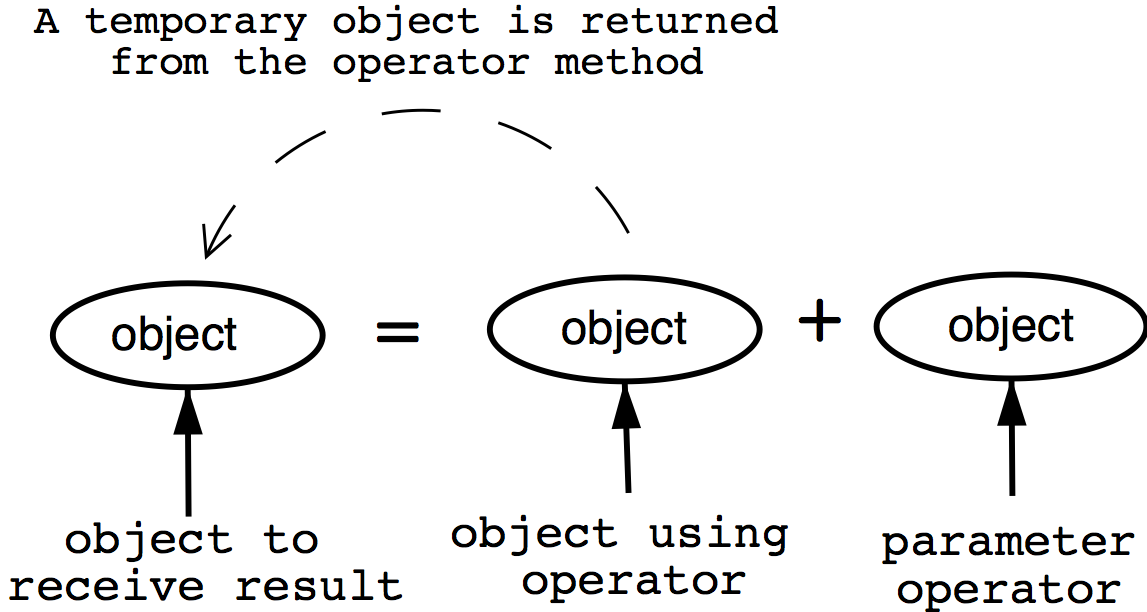 A temporary object is returned
from the operator method
object = object + object
object to
receive result
object using
operator
parameter
operator